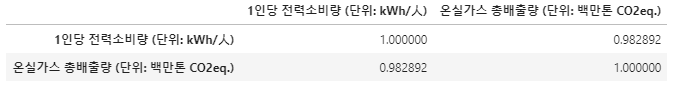 1인당 전력소비량 (단위: kWh/人) 온실가스 총배출량 (단위: 백만톤 CO2eq.)
1인당 전력소비량 (단위: kWh/人) 1.000000 0.982892
온실가스 총배출량 (단위: 백만톤 CO2eq.) 0.982892 1.000000